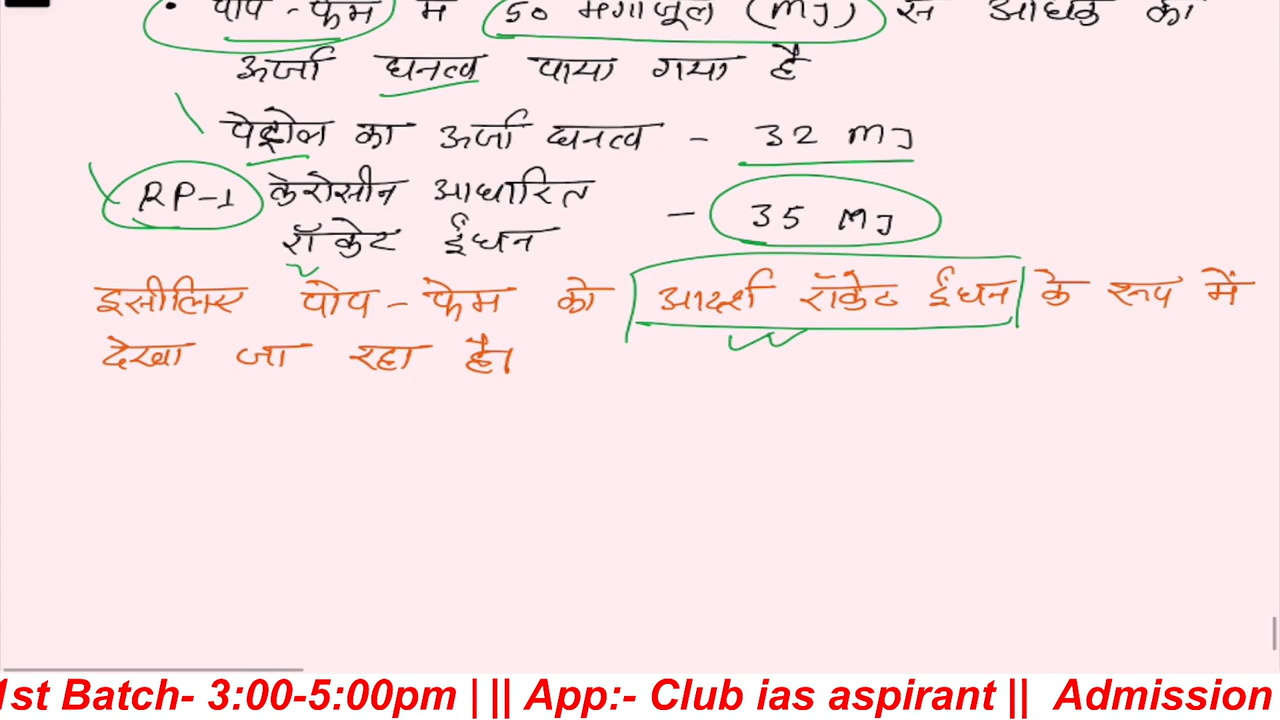 • पोप-फेम में 50 मेगाजूल (MJ) से अधिक का
ऊर्जा घनत्व पाया गया है
पेट्रोल का ऊर्जा घनत्व - 32 MJ
RP-1 केरोसीन आधारित
रॉकेट ईंधन - 35 MJ
इसीलिए पोप-फेम को आदर्श रॉकेट ईंधन के रूप में
देखा जा रहा है।
1st Batch- 3:00-5:00pm | || App:- Club ias aspirant || Admission